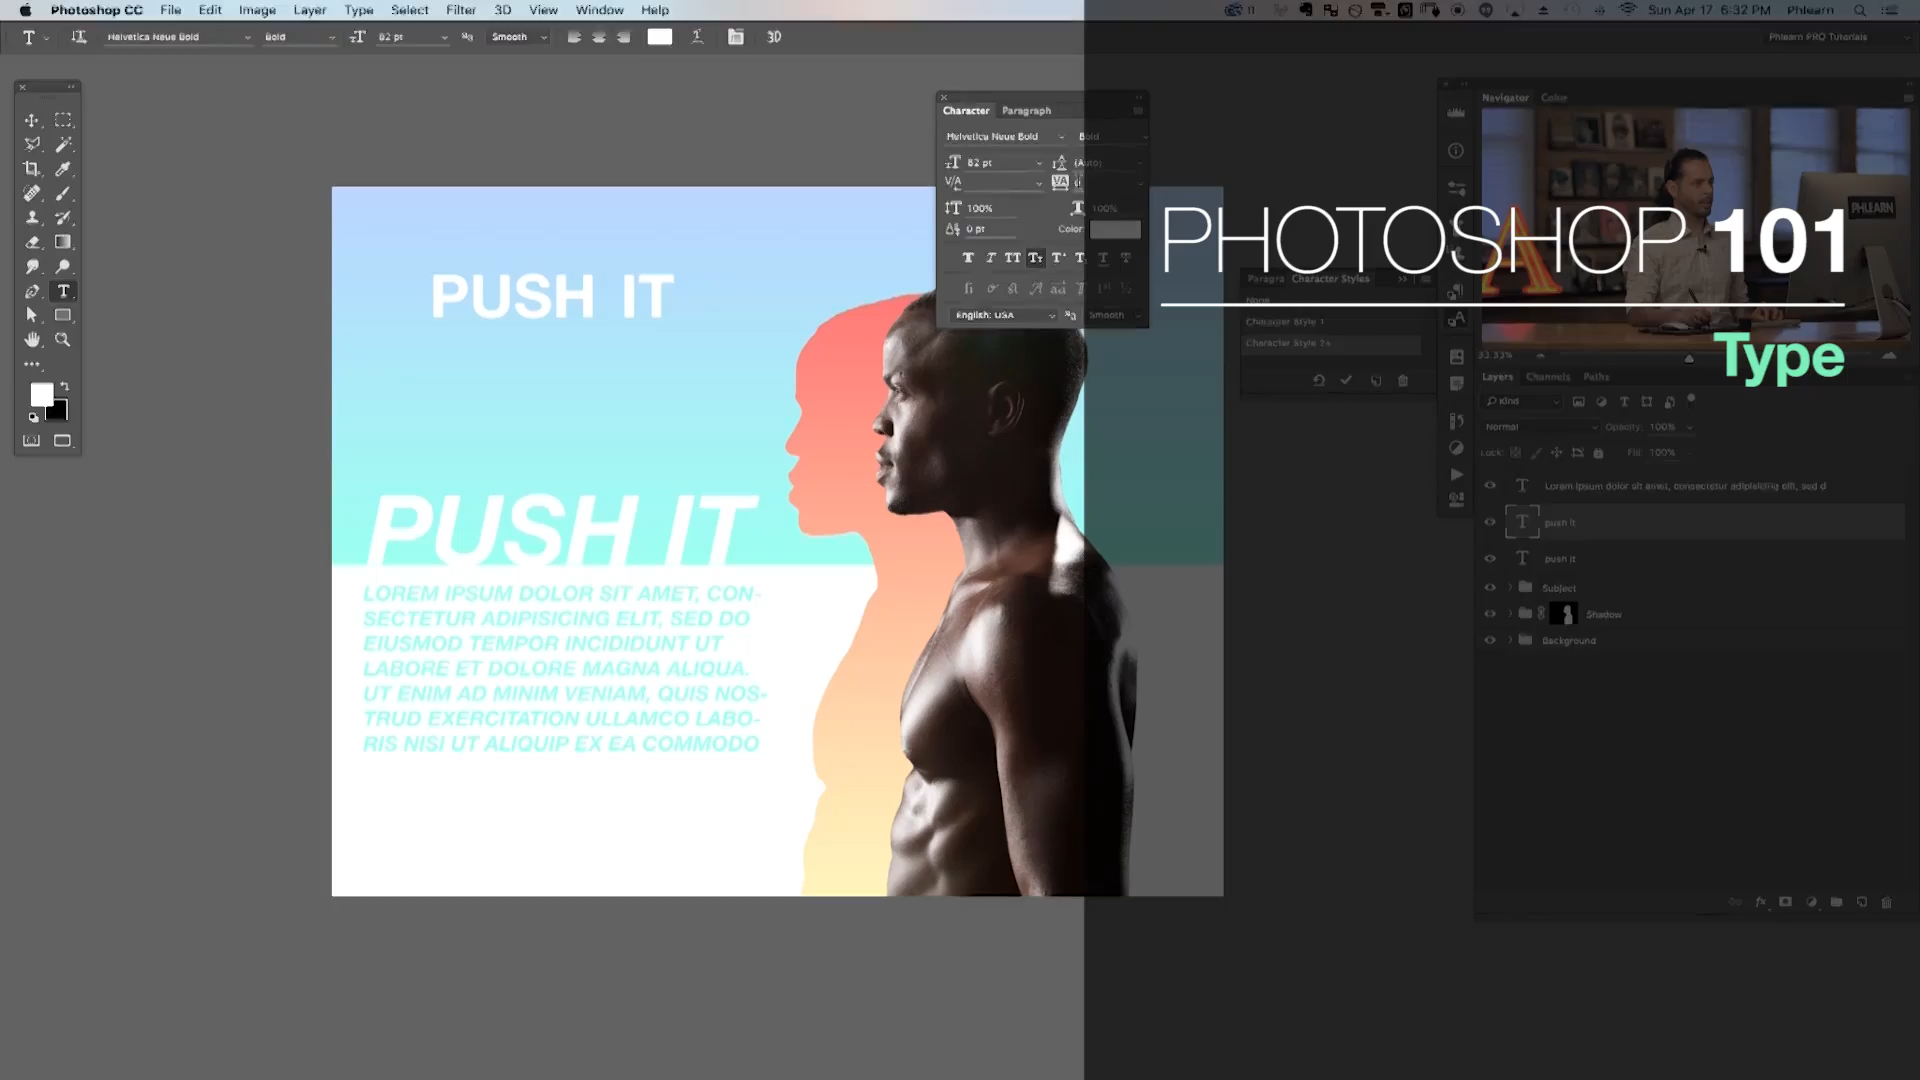 Photoshop CC File Edit Image Layer Type Select Filter 3D View Window Help
11 Sun Apr 17 6:32 PM Phlearn
T Helvetica Neue Bold Bold 82 pt Smooth 3D
Phlearn PRO Tutorials
Character Paragraph
Helvetica Neue Bold Bold
82 pt (Auto)
100% 100%
0 pt Color:
English: USA Smooth
Navigator Color
PHLEARN
PHOTOSHOP 101
Type
Paragra Character Styles
None
Character Style 1
33.33%
Layers Channels Paths
Kind
Normal Opacity: 100%
Lock: Fill: 100%
Lorem ipsum dolor sit amet, consectetur adipisicing elit, sed d
push it
push it
Subject
Shadow
Background
PUSH IT
PUSH IT
LOREM IPSUM DOLOR SIT AMET, CON-
SECTETUR ADIPISICING ELIT, SED DO
EIUSMOD TEMPOR INCIDIDUNT UT
LABORE ET DOLORE MAGNA ALIQUA.
UT ENIM AD MINIM VENIAM, QUIS NOS-
TRUD EXERCITATION ULLAMCO LABO-
RIS NISI UT ALIQUIP EX EA COMMODO